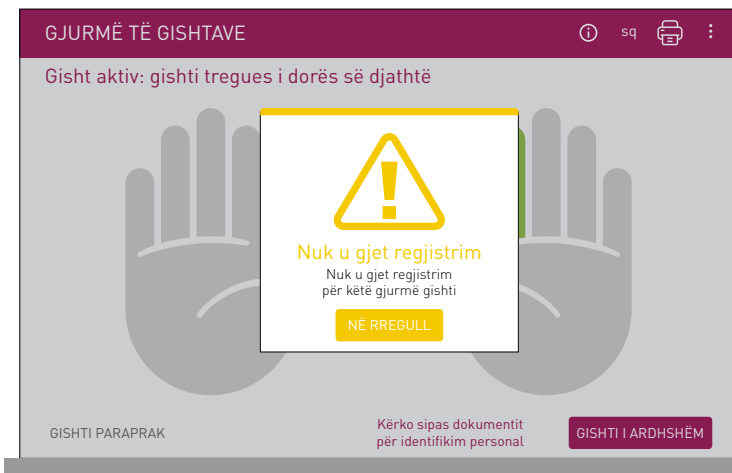 GJURMË TË GISHTAVE
sq
Gisht aktiv: gishti tregues i dorës së djathtë
Nuk u gjet regjistrim
Nuk u gjet regjistrim
për këtë gjurmë gishti
NË RREGULL
GISHTI PARAPRAK
Kërko sipas dokumentit
për identifikim personal
GISHTI I ARDHSHËM